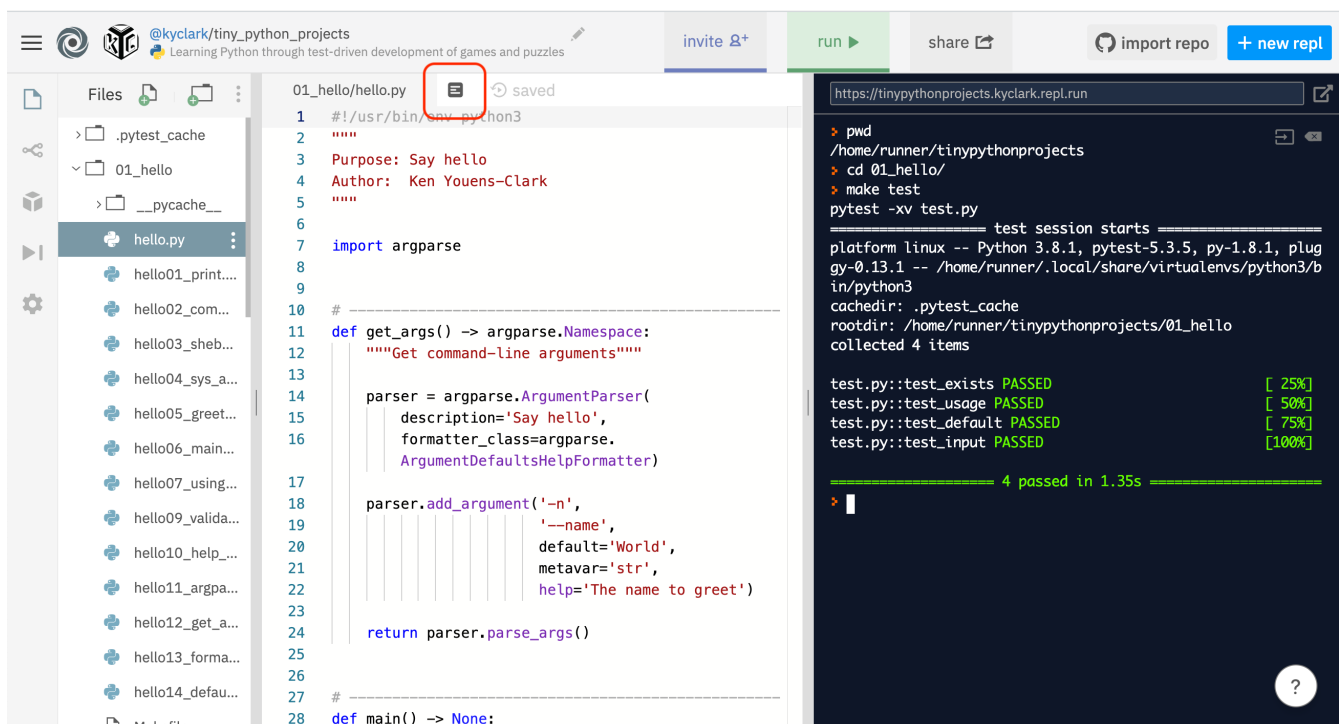 @kyclark/tiny_python_projects
Learning Python through test-driven development of games and puzzles
invite
run
share
import repo
+ new repl
Files
.pytest_cache
01_hello
__pycache__
hello.py
hello01_print....
hello02_com...
hello03_sheb...
hello04_sys_a...
hello05_greet...
hello06_main...
hello07_using...
hello09_valida...
hello10_help_...
hello11_argpa...
hello12_get_a...
hello13_forma...
hello14_defau...
01_hello/hello.py
saved
1 #!/usr/bin/env python3
2 """
3 Purpose: Say hello
4 Author:  Ken Youens-Clark
5 """
6
7 import argparse
8
9
10 # --------------------------------------------------
11 def get_args() -> argparse.Namespace:
12     """Get command-line arguments"""
13
14     parser = argparse.ArgumentParser(
15         description='Say hello',
16         formatter_class=argparse.
        ArgumentDefaultsHelpFormatter)
17
18     parser.add_argument('-n',
19                         '--name',
20                         default='World',
21                         metavar='str',
22                         help='The name to greet')
23
24     return parser.parse_args()
25
26
27 # --------------------------------------------------
28 def main() -> None:
https://tinypythonprojects.kyclark.repl.run
> pwd
/home/runner/tinypythonprojects
> cd 01_hello/
> make test
pytest -xv test.py
=================== test session starts ====================
platform linux -- Python 3.8.1, pytest-5.3.5, py-1.8.1, plug
gy-0.13.1 -- /home/runner/.local/share/virtualenvs/python3/b
in/python3
cachedir: .pytest_cache
rootdir: /home/runner/tinypythonprojects/01_hello
collected 4 items
test.py::test_exists PASSED [ 25%]
test.py::test_usage PASSED [ 50%]
test.py::test_default PASSED [ 75%]
test.py::test_input PASSED [100%]
==================== 4 passed in 1.35s =====================
>
?